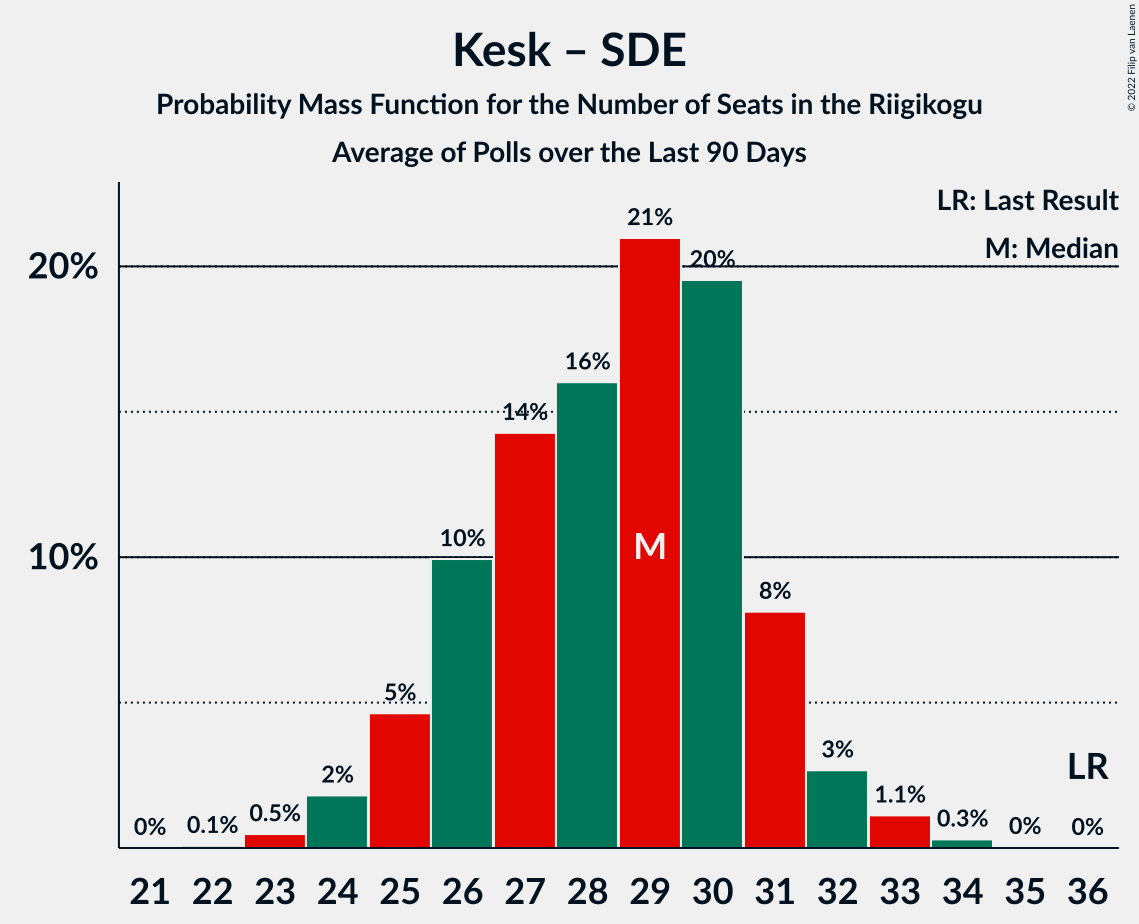 Kesk – SDE
Probability Mass Function for the Number of Seats in the Riigikogu
Average of Polls over the Last 90 Days
© 2022 Filip van Laenen
LR: Last Result
M: Median
20%
10%
0%
0.1%
0.5%
2%
5%
10%
14%
16%
21%
20%
8%
3%
1.1%
0.3%
0%
0%
M
LR
21 22 23 24 25 26 27 28 29 30 31 32 33 34 35 36